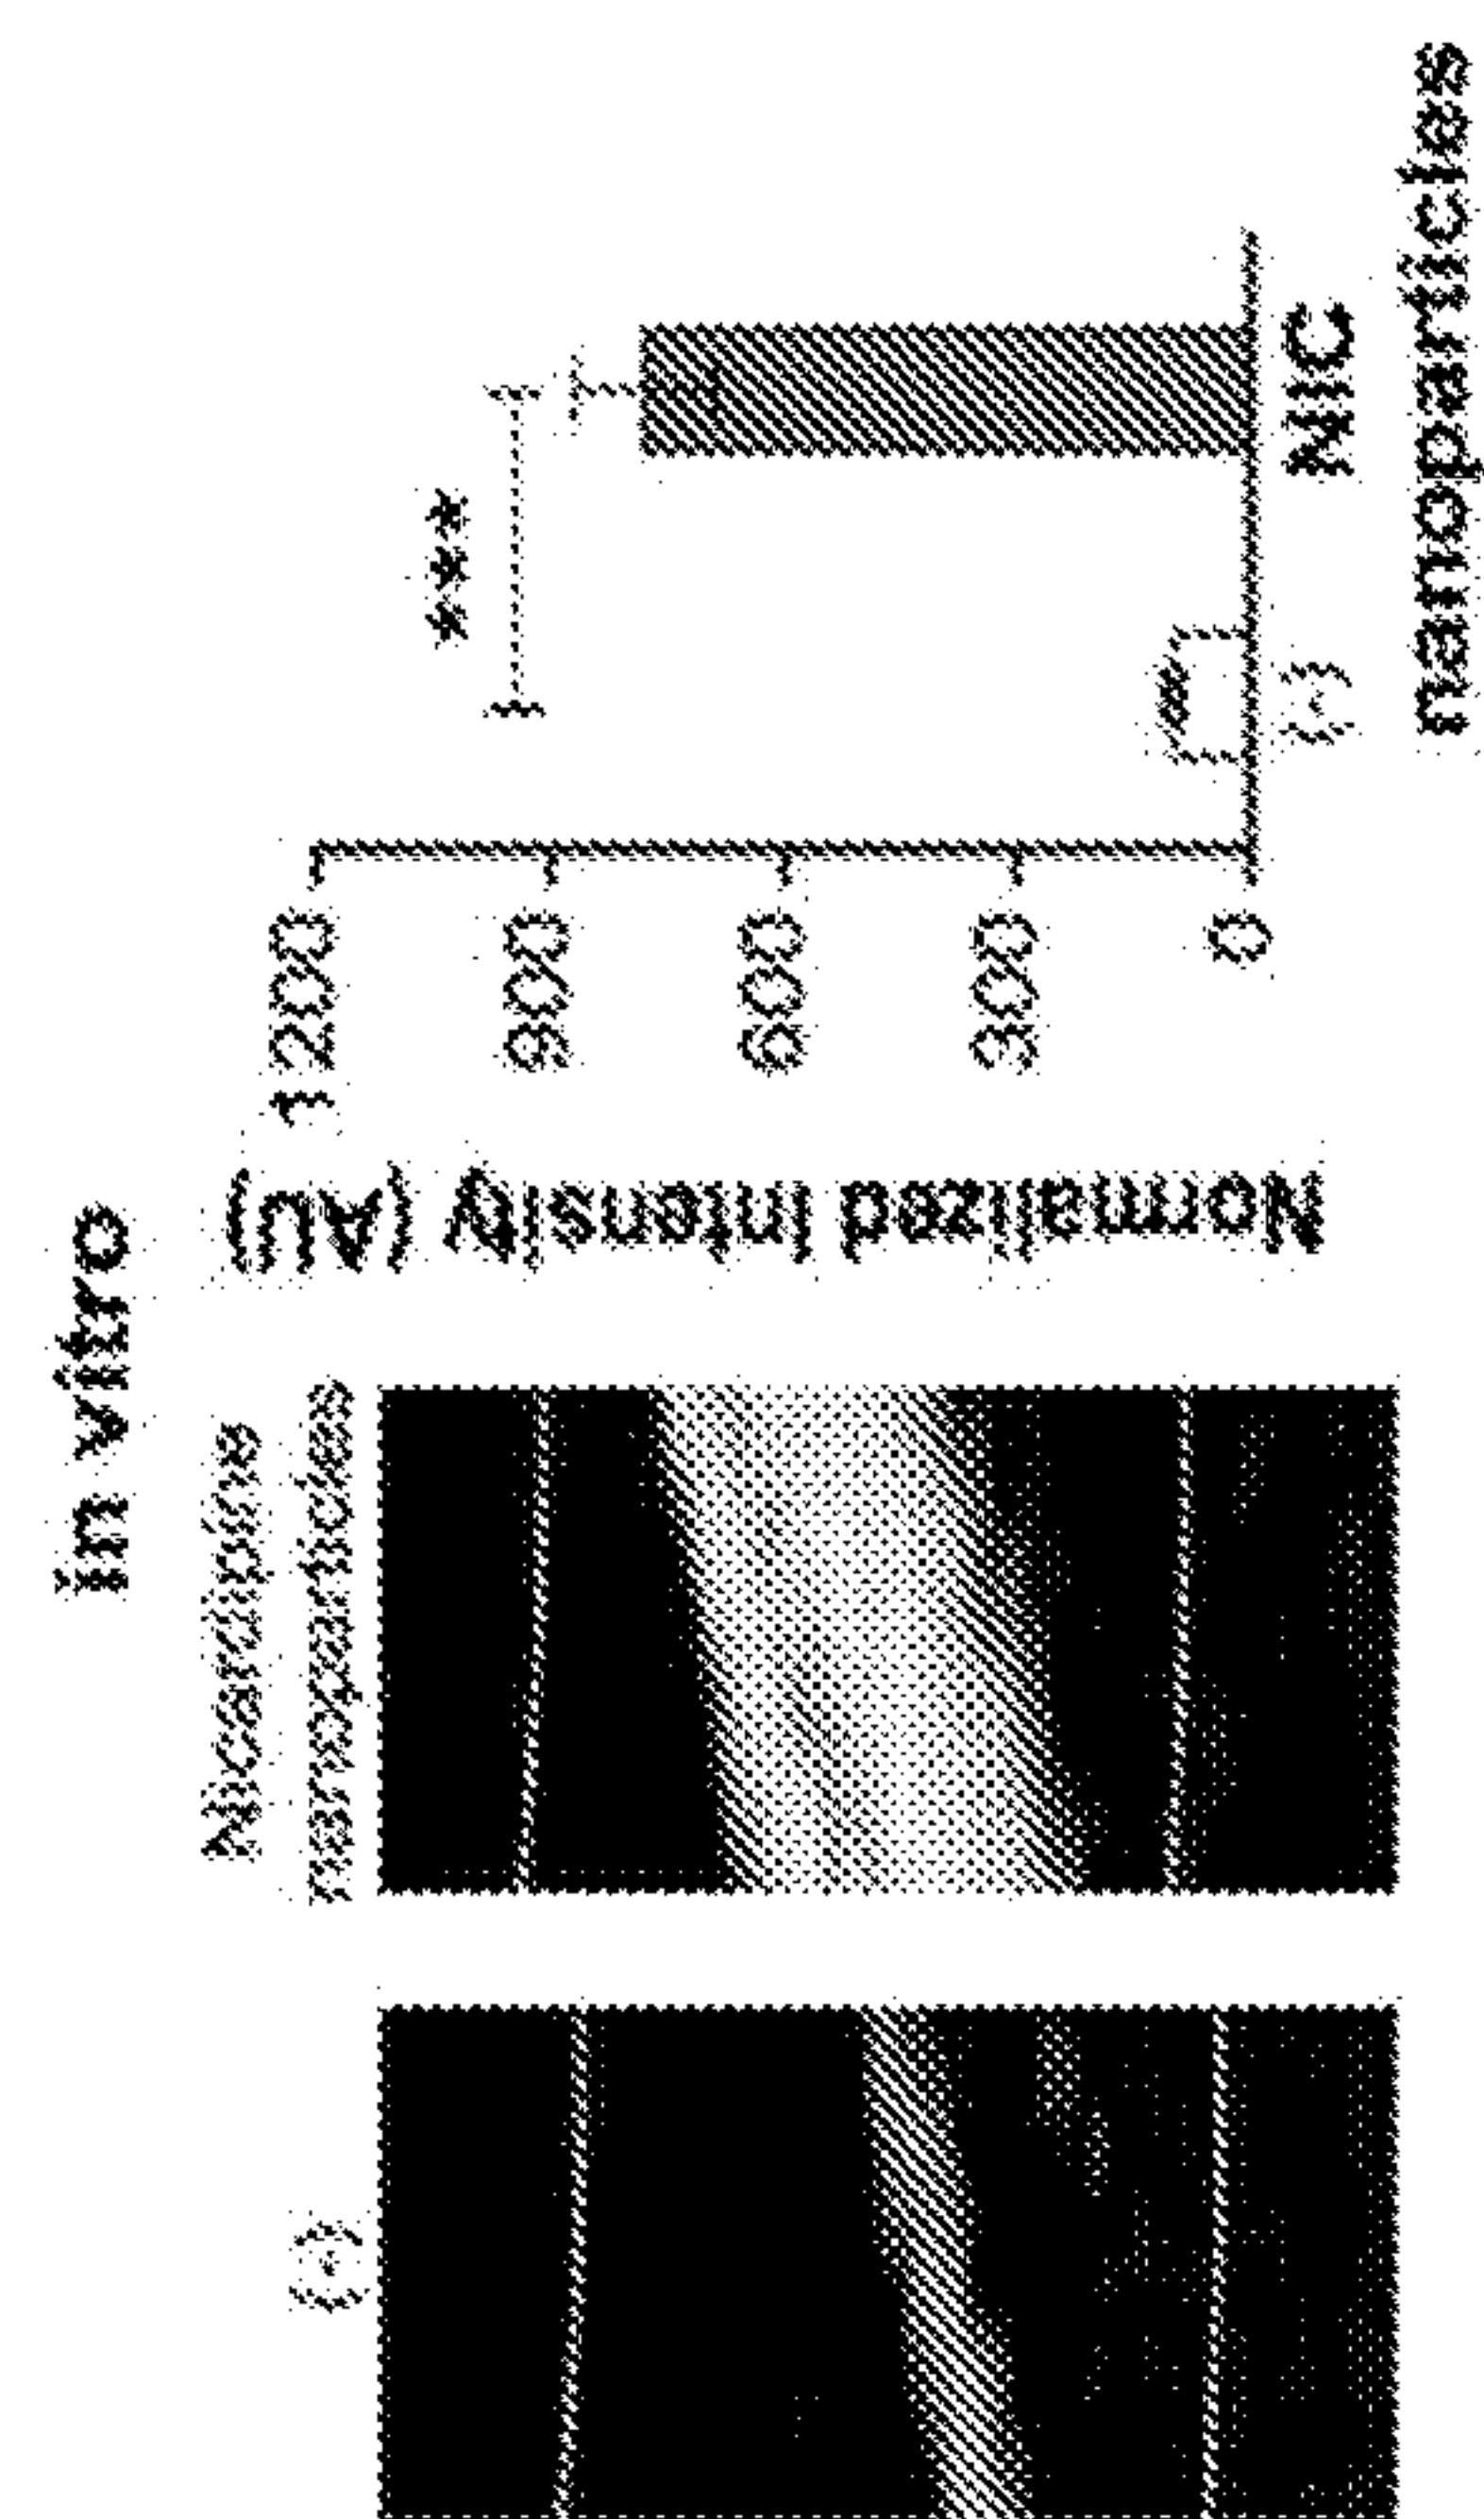 in vitro
(-)
Nicardipine
nanoparticles
Normalized Intensity (AU)
1200
900
600
300
0
***
(-)
NIC
nanoparticles